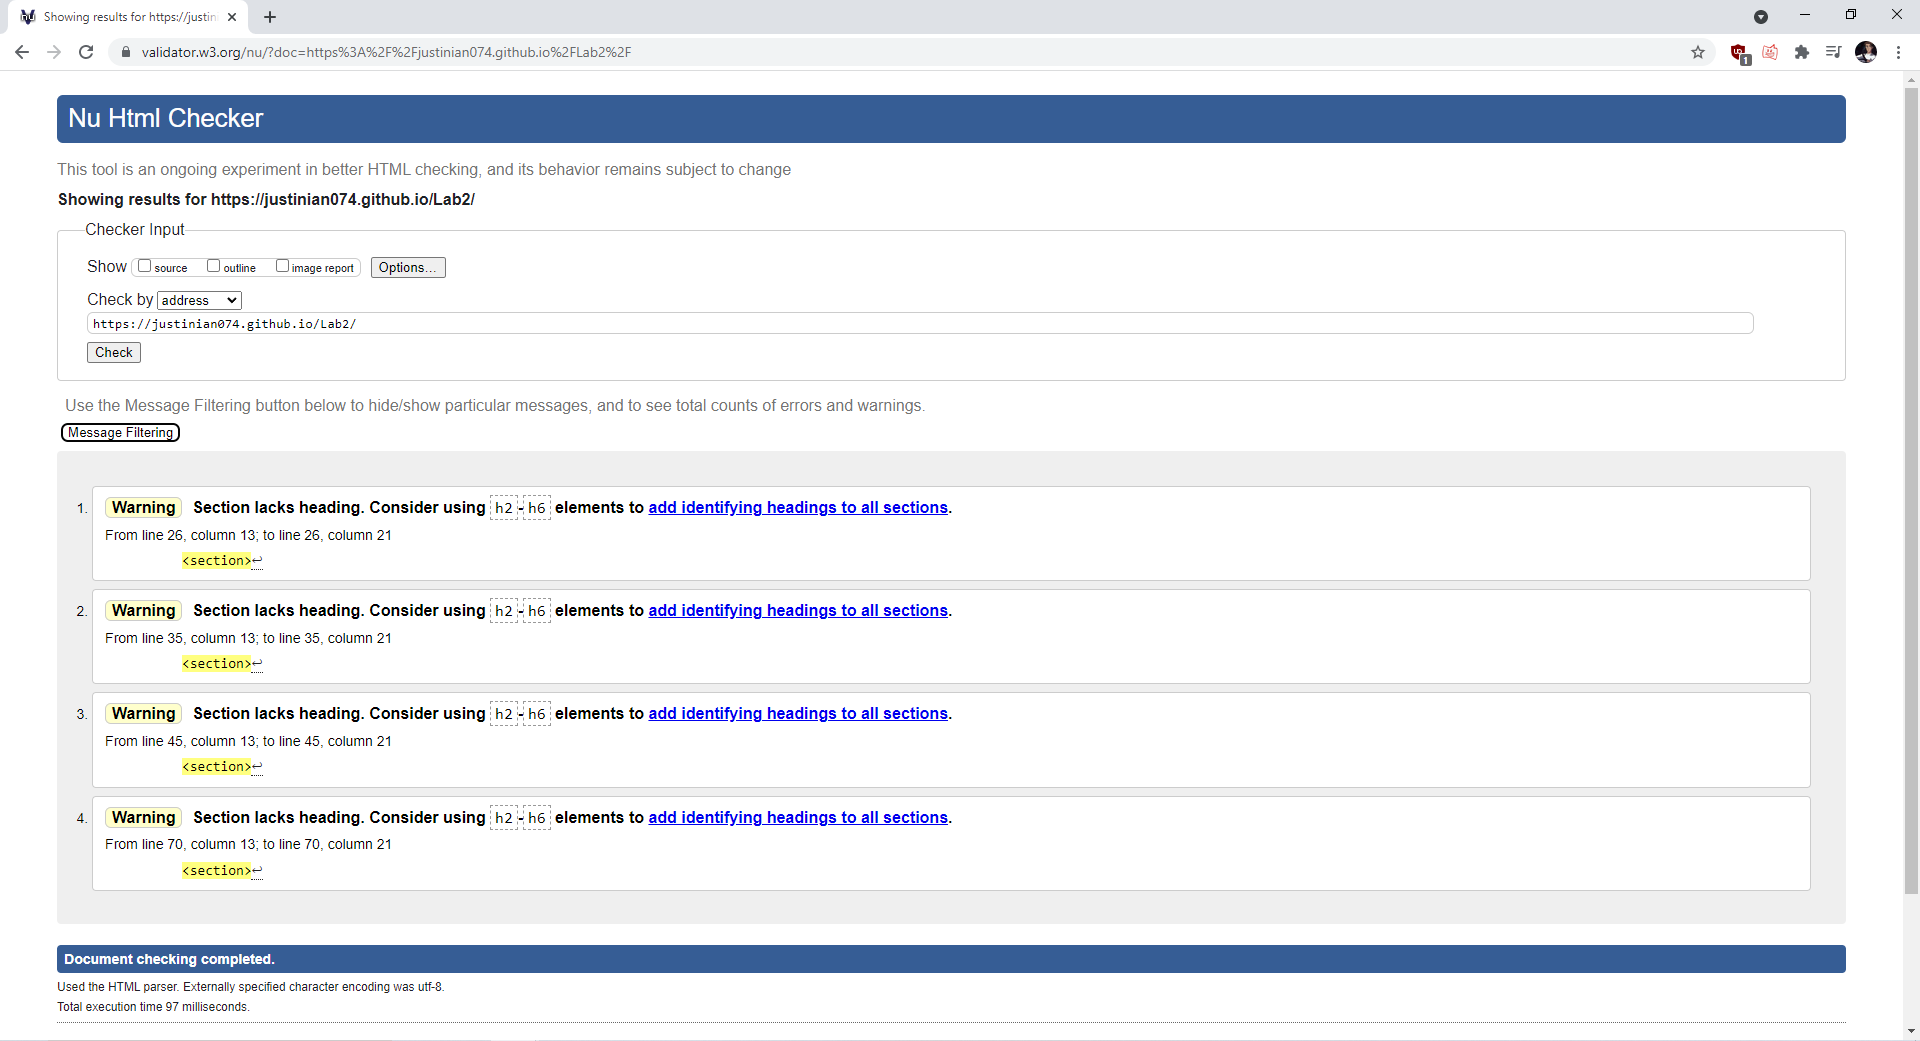 Showing results for https://justin
validator.w3.org/nu/?doc=https%3A%2F%2Fjustinian074.github.io%2FLab2%2F
1
Nu Html Checker
This tool is an ongoing experiment in better HTML checking, and its behavior remains subject to change
Showing results for https://justinian074.github.io/Lab2/
Checker Input
Show source outline image report Options...
Check by address
https://justinian074.github.io/Lab2/
Check
Use the Message Filtering button below to hide/show particular messages, and to see total counts of errors and warnings.
Message Filtering
1. Warning Section lacks heading. Consider using h2-h6 elements to add identifying headings to all sections.
From line 26, column 13; to line 26, column 21
<section>↩
2. Warning Section lacks heading. Consider using h2-h6 elements to add identifying headings to all sections.
From line 35, column 13; to line 35, column 21
<section>↩
3. Warning Section lacks heading. Consider using h2-h6 elements to add identifying headings to all sections.
From line 45, column 13; to line 45, column 21
<section>↩
4. Warning Section lacks heading. Consider using h2-h6 elements to add identifying headings to all sections.
From line 70, column 13; to line 70, column 21
<section>↩
Document checking completed.
Used the HTML parser. Externally specified character encoding was utf-8.
Total execution time 97 milliseconds.